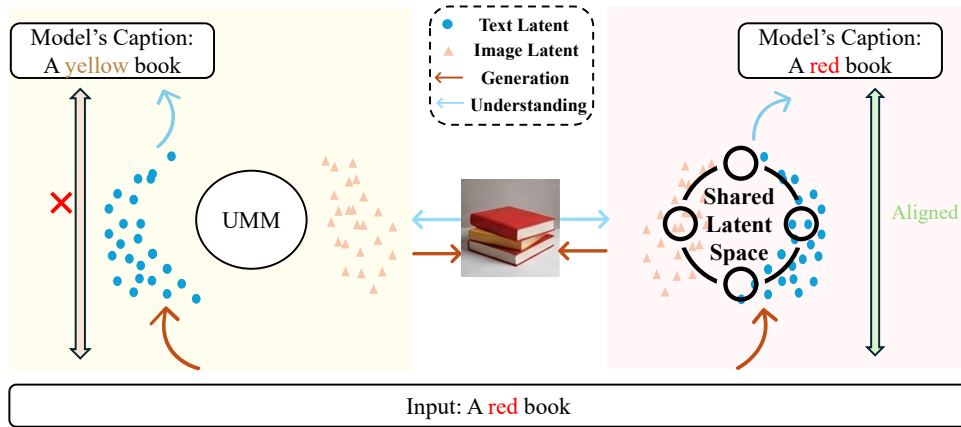 Model's Caption:
A yellow book
Text Latent
Image Latent
Generation
Understanding
Model's Caption:
A red book
UMM
Shared
Latent
Space
Aligned
Input: A red book